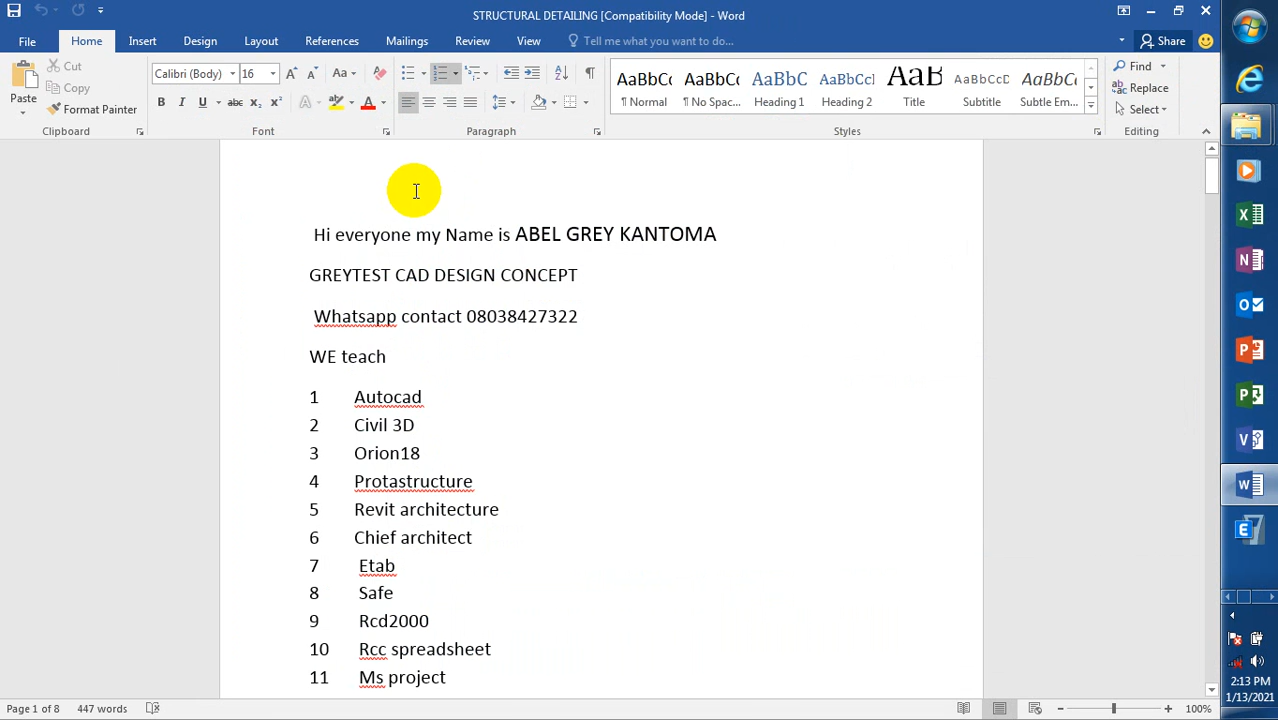 STRUCTURAL DETAILING [Compatibility Mode] - Word
File Home Insert Design Layout References Mailings Review View Tell me what you want to do... Share
Cut
Copy
Format Painter
Paste
Clipboard
Calibri (Body) 16
Font
Paragraph
AaBbCc AaBbCc AaBbC AaBbCc AaB AaBbCcD AaBbCc
¶ Normal ¶ No Spac... Heading 1 Heading 2 Title Subtitle Subtle Em...
Styles
Find
Replace
Select
Editing
Hi everyone my Name is ABEL GREY KANTOMA
GREYTEST CAD DESIGN CONCEPT
Whatsapp contact 08038427322
WE teach
1 Autocad
2 Civil 3D
3 Orion18
4 Protastructure
5 Revit architecture
6 Chief architect
7 Etab
8 Safe
9 Rcd2000
10 Rcc spreadsheet
11 Ms project
Page 1 of 8 447 words
100%
2:13 PM
1/13/2021